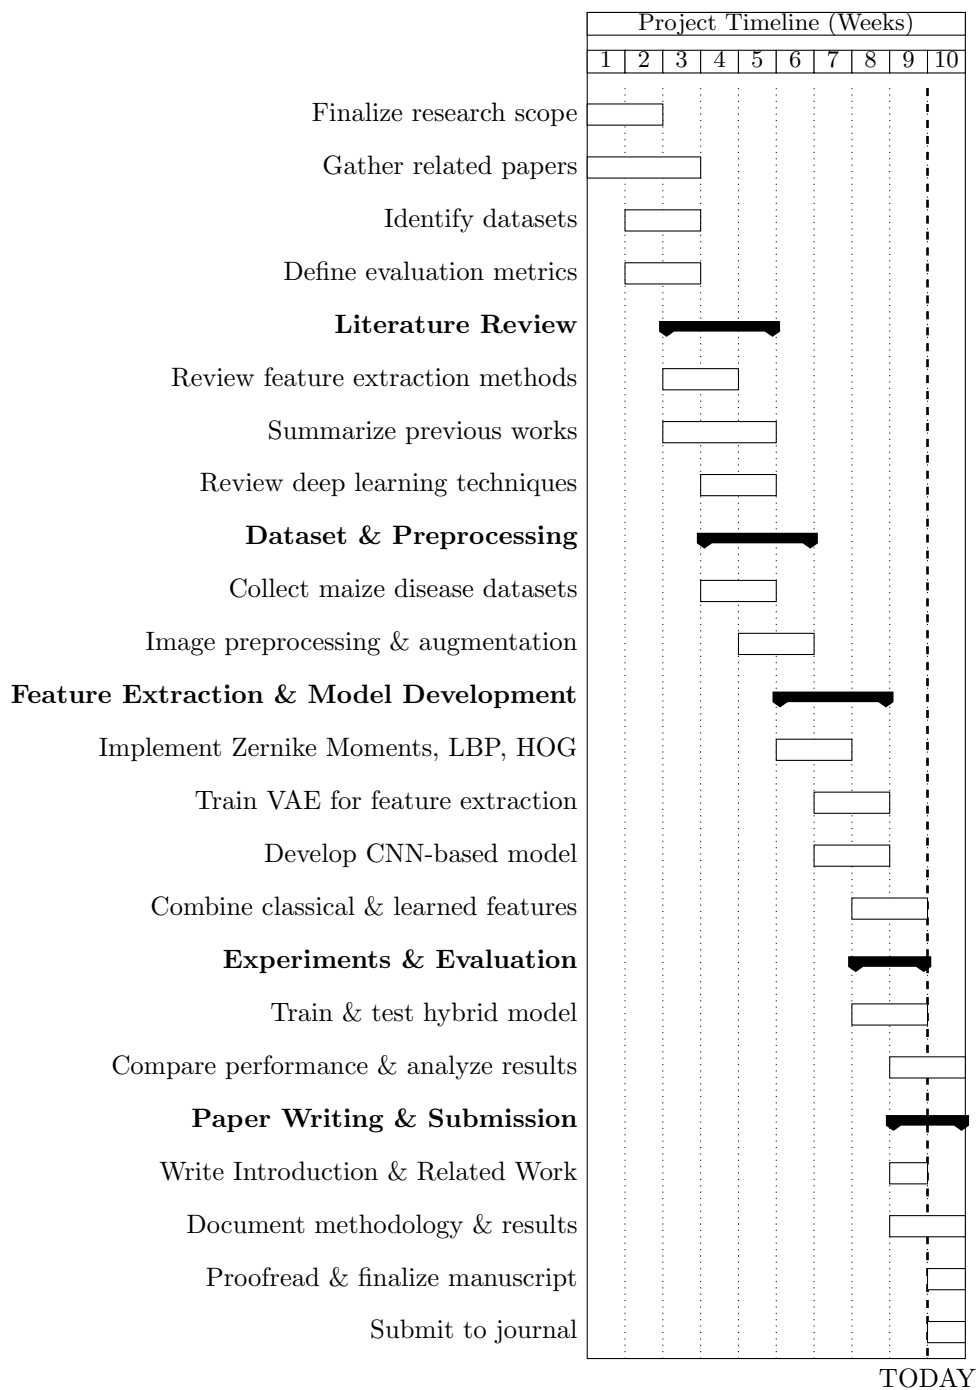 Project Timeline (Weeks)
1 2 3 4 5 6 7 8 9 10
Finalize research scope
Gather related papers
Identify datasets
Define evaluation metrics
Literature Review
Review feature extraction methods
Summarize previous works
Review deep learning techniques
Dataset & Preprocessing
Collect maize disease datasets
Image preprocessing & augmentation
Feature Extraction & Model Development
Implement Zernike Moments, LBP, HOG
Train VAE for feature extraction
Develop CNN-based model
Combine classical & learned features
Experiments & Evaluation
Train & test hybrid model
Compare performance & analyze results
Paper Writing & Submission
Write Introduction & Related Work
Document methodology & results
Proofread & finalize manuscript
Submit to journal
TODAY